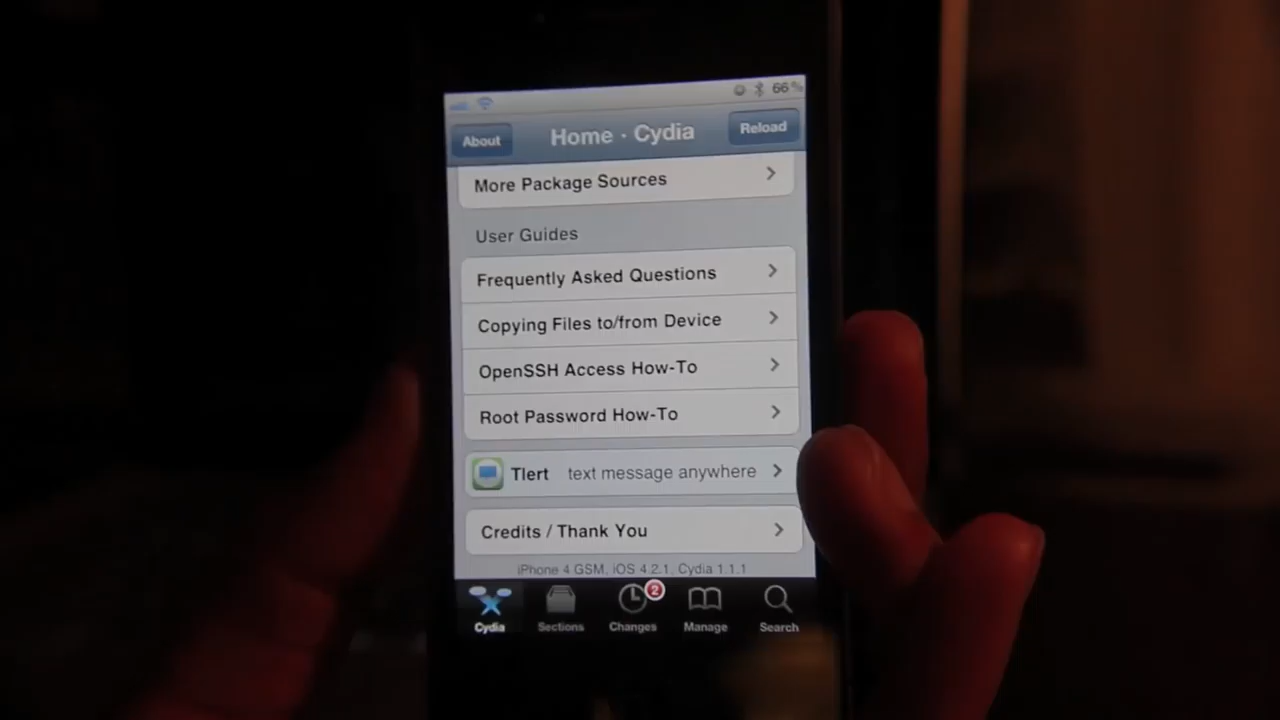 66%
About Home · Cydia Reload
More Package Sources
User Guides
Frequently Asked Questions
Copying Files to/from Device
OpenSSH Access How-To
Root Password How-To
Tlert text message anywhere
Credits / Thank You
iPhone 4 GSM, iOS 4.2.1, Cydia 1.1.1
2
Cydia Sections Changes Manage Search